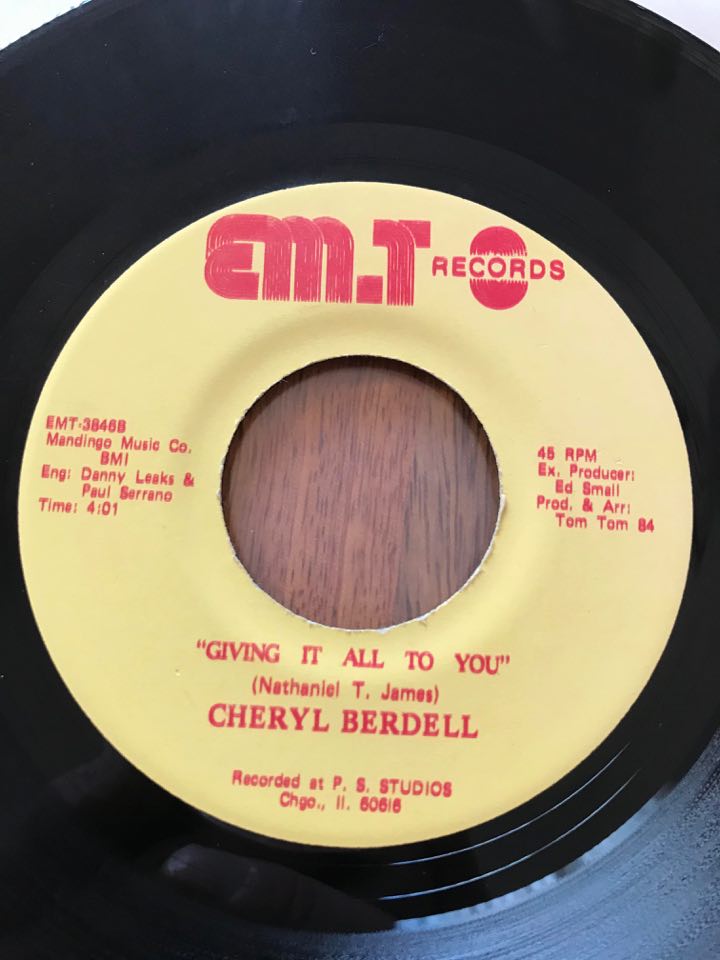 EM.T RECORDS
EMT-3846B
Mandingo Music Co.
BMI
Eng: Danny Leaks &
Paul Serrano
Time: 4:01
45 RPM
Ex. Producer:
Ed Small
Prod. & Arr:
Tom Tom 84
"GIVING IT ALL TO YOU"
(Nathaniel T. James)
CHERYL BERDELL
Recorded at P. S. STUDIOS
Chgo., Il. 60616